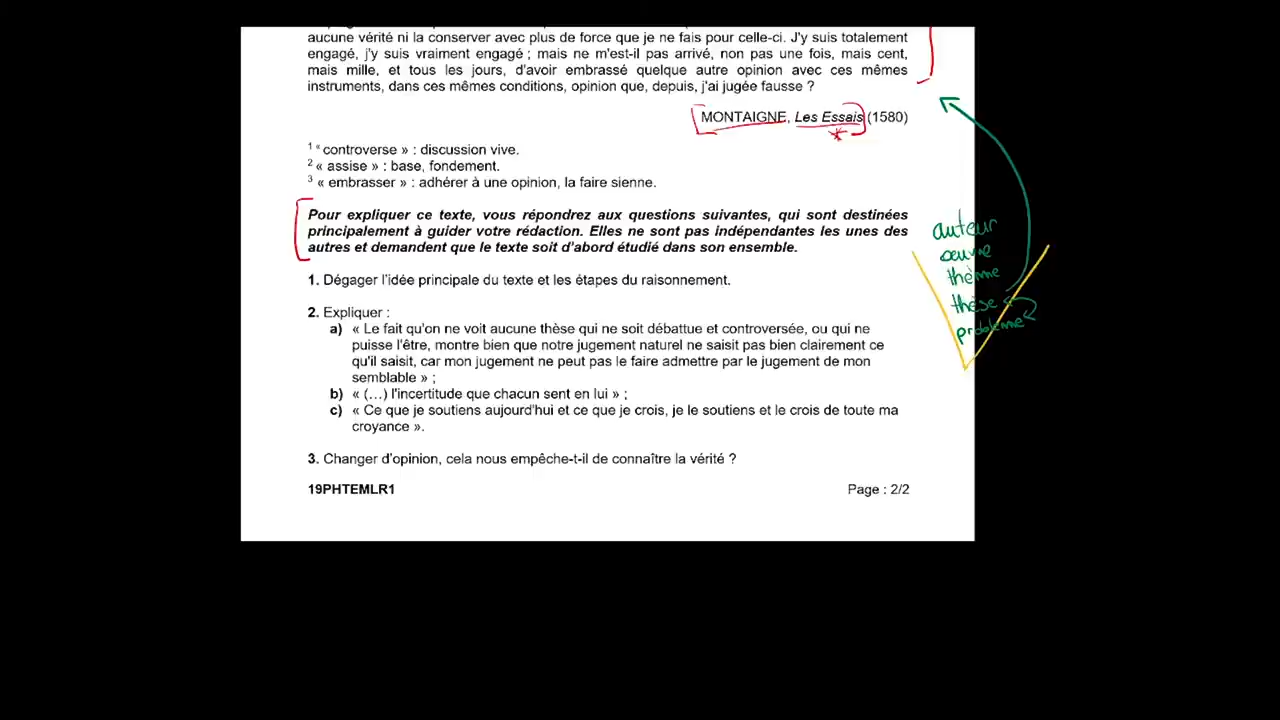 aucune vérité ni la conserver avec plus de force que je ne fais pour celle-ci. J'y suis totalement
engagé, j'y suis vraiment engagé ; mais ne m'est-il pas arrivé, non pas une fois, mais cent,
mais mille, et tous les jours, d'avoir embrassé quelque autre opinion avec ces mêmes
instruments, dans ces mêmes conditions, opinion que, depuis, j'ai jugée fausse ?
MONTAIGNE, Les Essais (1580)
1 « controverse » : discussion vive.
2 « assise » : base, fondement.
3 « embrasser » : adhérer à une opinion, la faire sienne.
Pour expliquer ce texte, vous répondrez aux questions suivantes, qui sont destinées
principalement à guider votre rédaction. Elles ne sont pas indépendantes les unes des
autres et demandent que le texte soit d'abord étudié dans son ensemble.
1. Dégager l'idée principale du texte et les étapes du raisonnement.
2. Expliquer :
a) « Le fait qu'on ne voit aucune thèse qui ne soit débattue et controversée, ou qui ne
puisse l'être, montre bien que notre jugement naturel ne saisit pas bien clairement ce
qu'il saisit, car mon jugement ne peut pas le faire admettre par le jugement de mon
semblable » ;
b) « (…) l'incertitude que chacun sent en lui » ;
c) « Ce que je soutiens aujourd'hui et ce que je crois, je le soutiens et le crois de toute ma
croyance ».
3. Changer d'opinion, cela nous empêche-t-il de connaître la vérité ?
19PHTEMLR1 Page : 2/2
auteur
œuvre
thème
thèse
problème